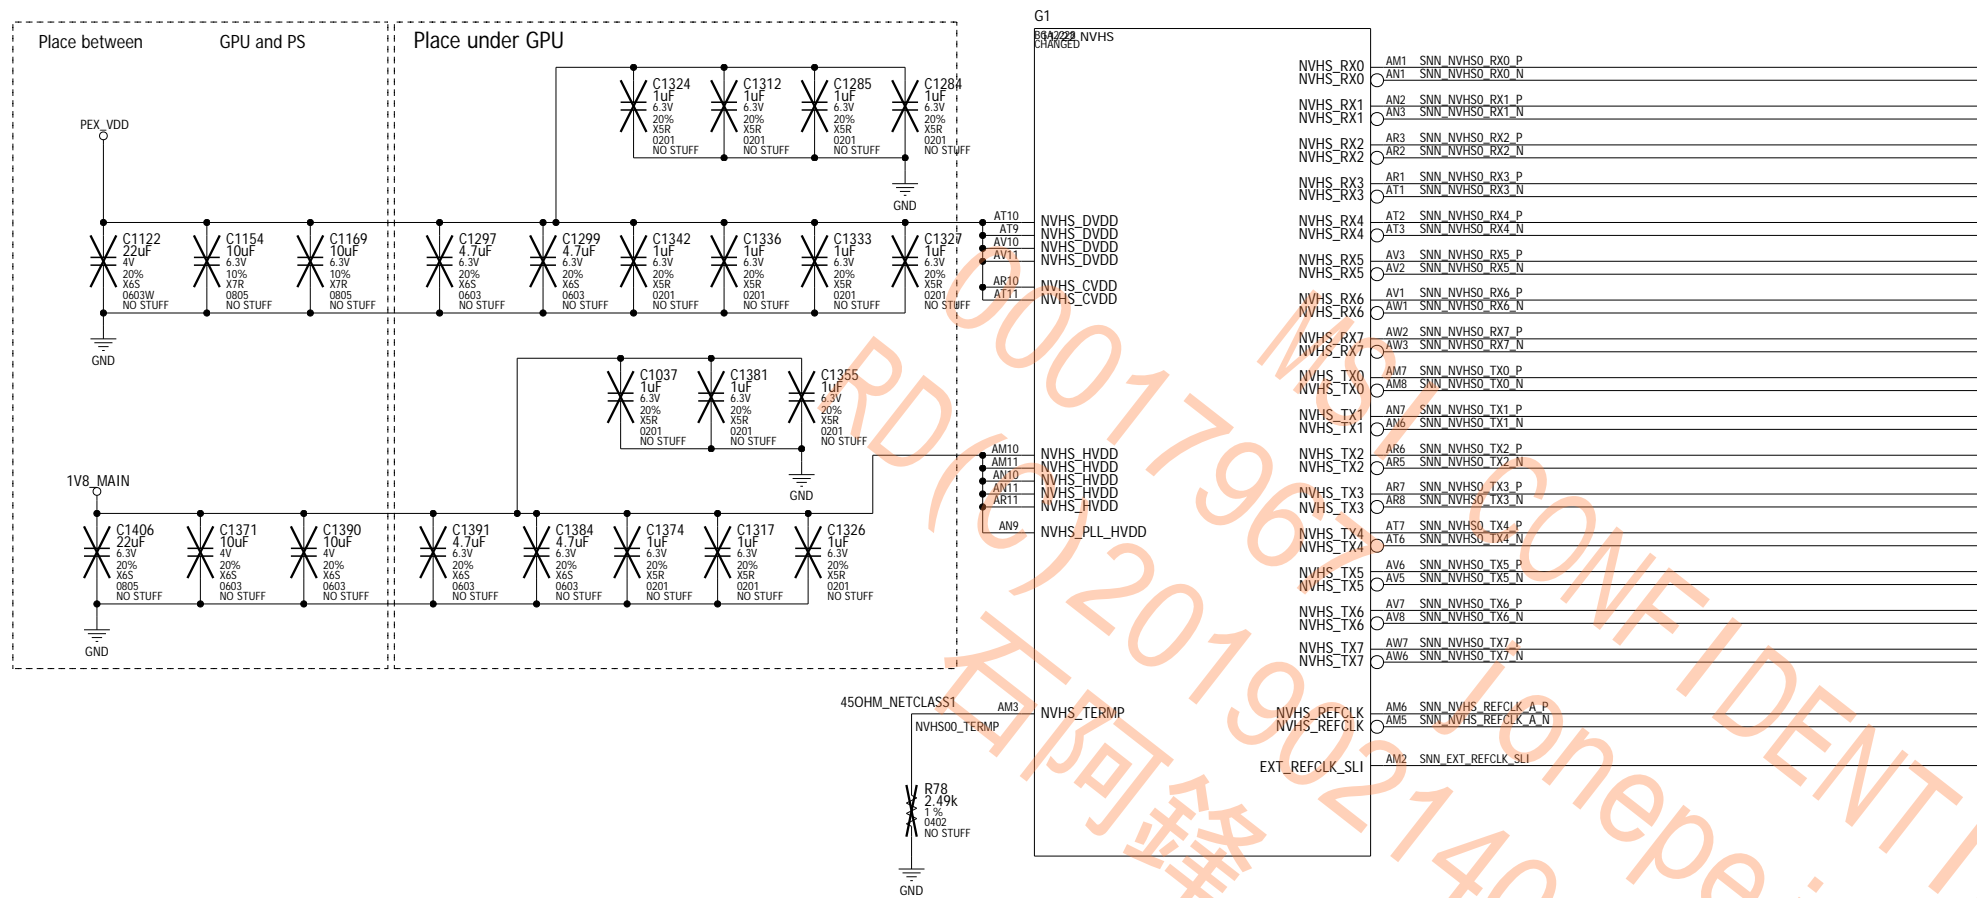 Place between GPU and PS
Place under GPU
PEX_VDD
C1324
1uF
6.3V
20%
X5R
0201
NO STUFF
C1312
1uF
6.3V
20%
X5R
0201
NO STUFF
C1285
1uF
6.3V
20%
X5R
0201
NO STUFF
C1284
1uF
6.3V
20%
X5R
0201
NO STUFF
GND
C1122
22uF
4V
20%
X6S
0603W
NO STUFF
C1154
10uF
6.3V
10%
X7R
0805
NO STUFF
C1169
10uF
6.3V
10%
X7R
0805
NO STUFF
C1297
4.7uF
6.3V
20%
X6S
0603
NO STUFF
C1299
4.7uF
6.3V
20%
X6S
0603
NO STUFF
C1342
1uF
6.3V
20%
X5R
0201
NO STUFF
C1336
1uF
6.3V
20%
X5R
0201
NO STUFF
C1333
1uF
6.3V
20%
X5R
0201
NO STUFF
C1327
1uF
6.3V
20%
X5R
0201
NO STUFF
GND
C1037
1uF
6.3V
20%
X5R
0201
NO STUFF
C1381
1uF
6.3V
20%
X5R
0201
NO STUFF
C1355
1uF
6.3V
20%
X5R
0201
NO STUFF
GND
1V8_MAIN
C1406
22uF
6.3V
20%
X6S
0805
NO STUFF
C1371
10uF
4V
20%
X6S
0603
NO STUFF
C1390
10uF
4V
20%
X6S
0603
NO STUFF
C1391
4.7uF
6.3V
20%
X6S
0603
NO STUFF
C1384
4.7uF
6.3V
20%
X6S
0603
NO STUFF
C1374
1uF
6.3V
20%
X5R
0201
NO STUFF
C1317
1uF
6.3V
20%
X5R
0201
NO STUFF
C1326
1uF
6.3V
20%
X5R
0201
NO STUFF
GND
45OHM_NETCLASS1
NVHS00_TERMP
R78
2.49k
1 %
0402
NO STUFF
GND
G1
NVHS
CHANGED
AT10 NVHS_DVDD
AT9 NVHS_DVDD
AV10 NVHS_DVDD
AV11 NVHS_DVDD
AR10 NVHS_CVDD
AT11 NVHS_CVDD
AM10 NVHS_HVDD
AM11 NVHS_HVDD
AN10 NVHS_HVDD
AN11 NVHS_HVDD
AR11 NVHS_HVDD
AN9 NVHS_PLL_HVDD
AM3 NVHS_TERMP
NVHS_RX0 AM1 SNN_NVHS0_RX0_P
NVHS_RX0 AN1 SNN_NVHS0_RX0_N
NVHS_RX1 AN2 SNN_NVHS0_RX1_P
NVHS_RX1 AN3 SNN_NVHS0_RX1_N
NVHS_RX2 AR3 SNN_NVHS0_RX2_P
NVHS_RX2 AR2 SNN_NVHS0_RX2_N
NVHS_RX3 AR1 SNN_NVHS0_RX3_P
NVHS_RX3 AT1 SNN_NVHS0_RX3_N
NVHS_RX4 AT2 SNN_NVHS0_RX4_P
NVHS_RX4 AT3 SNN_NVHS0_RX4_N
NVHS_RX5 AV3 SNN_NVHS0_RX5_P
NVHS_RX5 AV2 SNN_NVHS0_RX5_N
NVHS_RX6 AV1 SNN_NVHS0_RX6_P
NVHS_RX6 AW1 SNN_NVHS0_RX6_N
NVHS_RX7 AW2 SNN_NVHS0_RX7_P
NVHS_RX7 AW3 SNN_NVHS0_RX7_N
NVHS_TX0 AM7 SNN_NVHS0_TX0_P
NVHS_TX0 AM8 SNN_NVHS0_TX0_N
NVHS_TX1 AN7 SNN_NVHS0_TX1_P
NVHS_TX1 AN6 SNN_NVHS0_TX1_N
NVHS_TX2 AR6 SNN_NVHS0_TX2_P
NVHS_TX2 AR5 SNN_NVHS0_TX2_N
NVHS_TX3 AR7 SNN_NVHS0_TX3_P
NVHS_TX3 AR8 SNN_NVHS0_TX3_N
NVHS_TX4 AT7 SNN_NVHS0_TX4_P
NVHS_TX4 AT6 SNN_NVHS0_TX4_N
NVHS_TX5 AV6 SNN_NVHS0_TX5_P
NVHS_TX5 AV5 SNN_NVHS0_TX5_N
NVHS_TX6 AV7 SNN_NVHS0_TX6_P
NVHS_TX6 AV8 SNN_NVHS0_TX6_N
NVHS_TX7 AW7 SNN_NVHS0_TX7_P
NVHS_TX7 AW6 SNN_NVHS0_TX7_N
NVHS_REFCLK AM6 SNN_NVHS_REFCLK_A_P
NVHS_REFCLK AM5 SNN_NVHS_REFCLK_A_N
EXT_REFCLK_SLI AM2 SNN_EXT_REFCLK_SLI
MSI CONFIDENTI
00017967 jonepei
RD(C)20190214
石阿鋒